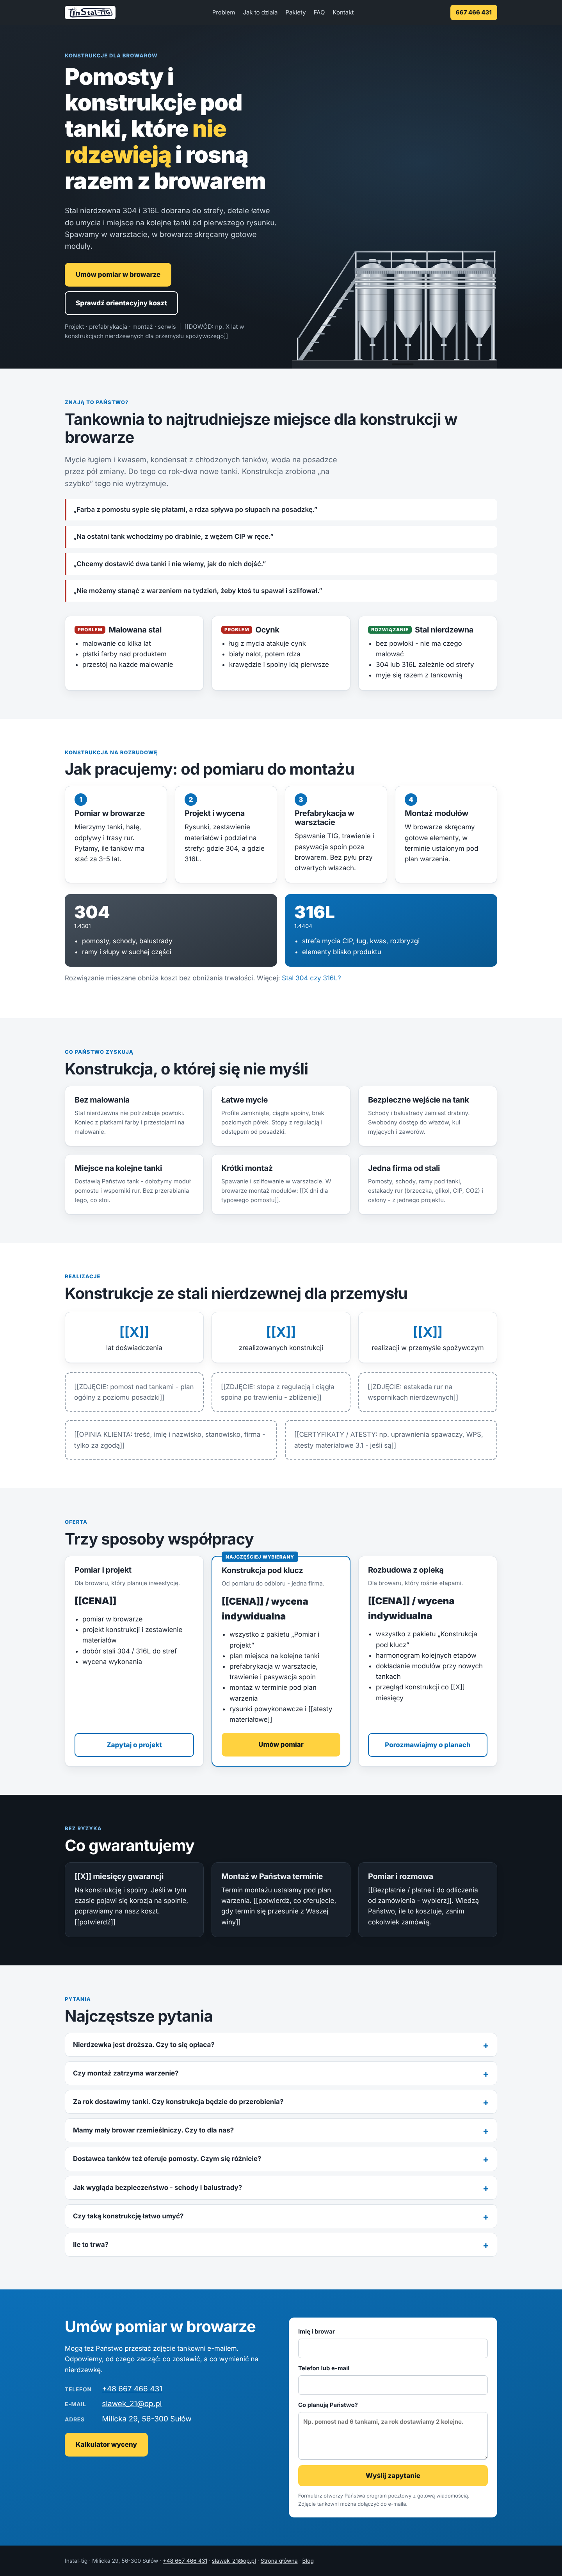 InStal-TiG
Problem Jak to działa Pakiety FAQ Kontakt
667 466 431
KONSTRUKCJE DLA BROWARÓW
Pomosty i
konstrukcje pod
tanki, które nie
rdzewieją i rosną
razem z browarem
Stal nierdzewna 304 i 316L dobrana do strefy, detale łatwe
do umycia i miejsce na kolejne tanki od pierwszego rysunku.
Spawamy w warsztacie, w browarze skręcamy gotowe
moduły.
Umów pomiar w browarze
Sprawdź orientacyjny koszt
Projekt · prefabrykacja · montaż · serwis | [[DOWÓD: np. X lat w
konstrukcjach nierdzewnych dla przemysłu spożywczego]]
ZNAJĄ TO PAŃSTWO?
Tankownia to najtrudniejsze miejsce dla konstrukcji w
browarze
Mycie ługiem i kwasem, kondensat z chłodzonych tanków, woda na posadzce
przez pół zmiany. Do tego co rok-dwa nowe tanki. Konstrukcja zrobiona „na
szybko" tego nie wytrzymuje.
„Farba z pomostu sypie się płatami, a rdza spływa po słupach na posadzkę."
„Na ostatni tank wchodzimy po drabinie, z wężem CIP w ręce."
„Chcemy dostawić dwa tanki i nie wiemy, jak do nich dojść."
„Nie możemy stanąć z warzeniem na tydzień, żeby ktoś tu spawał i szlifował."
PROBLEM Malowana stal
malowanie co kilka lat
płatki farby nad produktem
przestój na każde malowanie
PROBLEM Ocynk
ług z mycia atakuje cynk
biały nalot, potem rdza
krawędzie i spoiny idą pierwsze
ROZWIĄZANIE Stal nierdzewna
bez powłoki - nie ma czego
malować
304 lub 316L zależnie od strefy
myje się razem z tankownią
KONSTRUKCJA NA ROZBUDOWĘ
Jak pracujemy: od pomiaru do montażu
1
Pomiar w browarze
Mierzymy tanki, halę,
odpływy i trasy rur.
Pytamy, ile tanków ma
stać za 3-5 lat.
2
Projekt i wycena
Rysunki, zestawienie
materiałów i podział na
strefy: gdzie 304, a gdzie
316L.
3
Prefabrykacja w
warsztacie
Spawanie TIG, trawienie i
pasywacja spoin poza
browarem. Bez pyłu przy
otwartych włazach.
4
Montaż modułów
W browarze skręcamy
gotowe elementy, w
terminie ustalonym pod
plan warzenia.
304
1.4301
pomosty, schody, balustrady
ramy i słupy w suchej części
316L
1.4404
strefa mycia CIP, ług, kwas, rozbryzgi
elementy blisko produktu
Rozwiązanie mieszane obniża koszt bez obniżania trwałości. Więcej: Stal 304 czy 316L?
CO PAŃSTWO ZYSKUJĄ
Konstrukcja, o której się nie myśli
Bez malowania
Stal nierdzewna nie potrzebuje powłoki.
Koniec z płatkami farby i przestojami na
malowanie.
Łatwe mycie
Profile zamknięte, ciągłe spoiny, brak
poziomych półek. Stopy z regulacją i
odstępem od posadzki.
Bezpieczne wejście na tank
Schody i balustrady zamiast drabiny.
Swobodny dostęp do włazów, kul
myjących i zaworów.
Miejsce na kolejne tanki
Dostawią Państwo tank - dołożymy moduł
pomostu i wsporniki rur. Bez przerabiania
tego, co stoi.
Krótki montaż
Spawanie i szlifowanie w warsztacie. W
browarze montaż modułów: [[X dni dla
typowego pomostu]].
Jedna firma od stali
Pomosty, schody, ramy pod tanki,
estakady rur (brzeczka, glikol, CIP, CO2) i
osłony - z jednego projektu.
REALIZACJE
Konstrukcje ze stali nierdzewnej dla przemysłu
[[X]]
lat doświadczenia
[[X]]
zrealizowanych konstrukcji
[[X]]
realizacji w przemyśle spożywczym
[[ZDJĘCIE: pomost nad tankami - plan
ogólny z poziomu posadzki]]
[[ZDJĘCIE: stopa z regulacją i ciągła
spoina po trawieniu - zbliżenie]]
[[ZDJĘCIE: estakada rur na
wspornikach nierdzewnych]]
[[OPINIA KLIENTA: treść, imię i nazwisko, stanowisko, firma -
tylko za zgodą]]
[[CERTYFIKATY / ATESTY: np. uprawnienia spawaczy, WPS,
atesty materiałowe 3.1 - jeśli są]]
OFERTA
Trzy sposoby współpracy
Pomiar i projekt
Dla browaru, który planuje inwestycję.
[[CENA]]
pomiar w browarze
projekt konstrukcji i zestawienie
materiałów
dobór stali 304 / 316L do stref
wycena wykonania
Zapytaj o projekt
NAJCZĘŚCIEJ WYBIERANY
Konstrukcja pod klucz
Od pomiaru do odbioru - jedna firma.
[[CENA]] / wycena
indywidualna
wszystko z pakietu „Pomiar i
projekt"
plan miejsca na kolejne tanki
prefabrykacja w warsztacie,
trawienie i pasywacja spoin
montaż w terminie pod plan
warzenia
rysunki powykonawcze i [[atesty
materiałowe]]
Umów pomiar
Rozbudowa z opieką
Dla browaru, który rośnie etapami.
[[CENA]] / wycena
indywidualna
wszystko z pakietu „Konstrukcja
pod klucz"
harmonogram kolejnych etapów
dokładanie modułów przy nowych
tankach
przegląd konstrukcji co [[X]]
miesięcy
Porozmawiajmy o planach
BEZ RYZYKA
Co gwarantujemy
[[X]] miesięcy gwarancji
Na konstrukcję i spoiny. Jeśli w tym
czasie pojawi się korozja na spoinie,
poprawiamy na nasz koszt.
[[potwierdź]]
Montaż w Państwa terminie
Termin montażu ustalamy pod plan
warzenia. [[potwierdź, co oferujecie,
gdy termin się przesunie z Waszej
winy]]
Pomiar i rozmowa
[[Bezpłatnie / płatne i do odliczenia
od zamówienia - wybierz]]. Wiedzą
Państwo, ile to kosztuje, zanim
cokolwiek zamówią.
PYTANIA
Najczęstsze pytania
Nierdzewka jest droższa. Czy to się opłaca? +
Czy montaż zatrzyma warzenie? +
Za rok dostawimy tanki. Czy konstrukcja będzie do przerobienia? +
Mamy mały browar rzemieślniczy. Czy to dla nas? +
Dostawca tanków też oferuje pomosty. Czym się różnicie? +
Jak wygląda bezpieczeństwo - schody i balustrady? +
Czy taką konstrukcję łatwo umyć? +
Ile to trwa? +
Umów pomiar w browarze
Mogą też Państwo przesłać zdjęcie tankowni e-mailem.
Odpowiemy, od czego zacząć: co zostawić, a co wymienić na
nierdzewkę.
TELEFON +48 667 466 431
E-MAIL slawek_21@op.pl
ADRES Milicka 29, 56-300 Sułów
Kalkulator wyceny
Imię i browar
Telefon lub e-mail
Co planują Państwo?
Np. pomost nad 6 tankami, za rok dostawiamy 2 kolejne.
Wyślij zapytanie
Formularz otworzy Państwa program pocztowy z gotową wiadomością.
Zdjęcie tankowni można dołączyć do e-maila.
Instal-tig · Milicka 29, 56-300 Sułów · +48 667 466 431 · slawek_21@op.pl · Strona główna · Blog